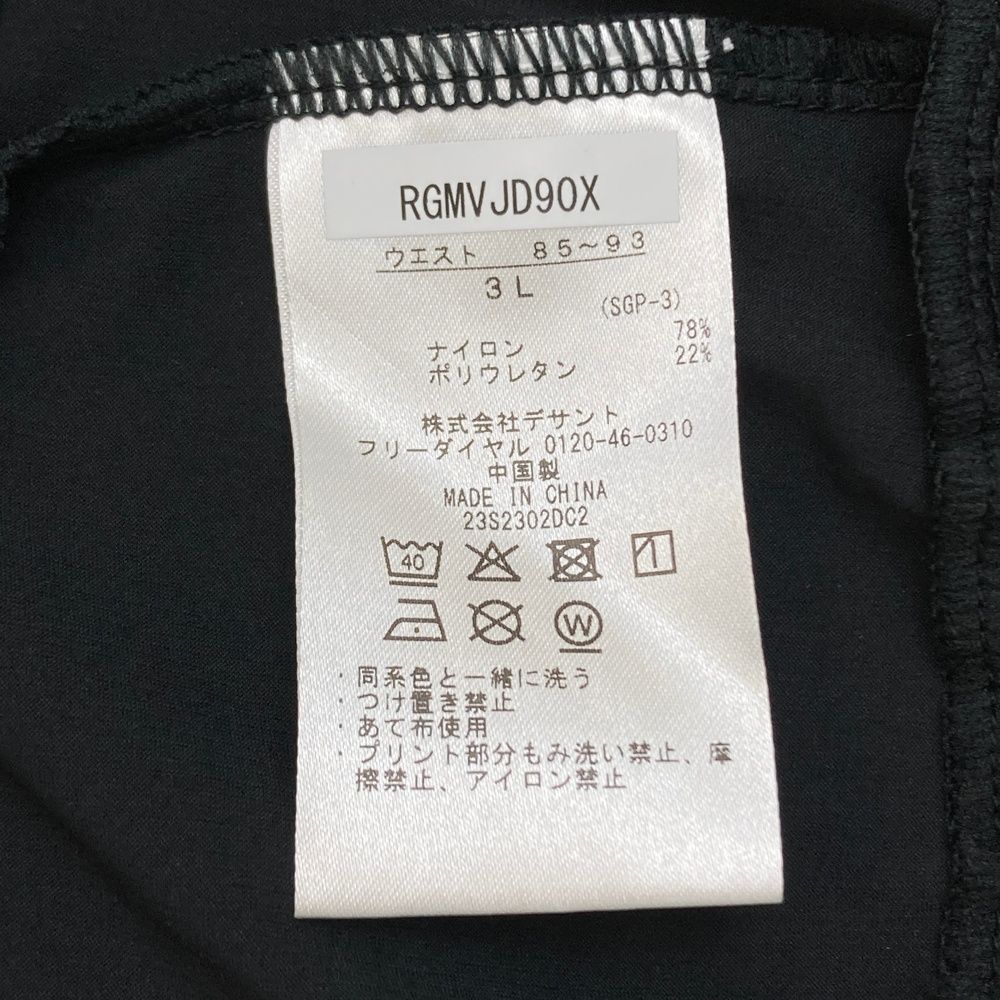 RGMVJD90X
ウエスト 85～93
3L
(SGP-3)
ナイロン 78%
ポリウレタン 22%
株式会社デサント
フリーダイヤル 0120-46-0310
中国製
MADE IN CHINA
23S2302DC2
40
W
・同系色と一緒に洗う
・つけ置き禁止
・あて布使用
・プリント部分もみ洗い禁止、摩
擦禁止、アイロン禁止